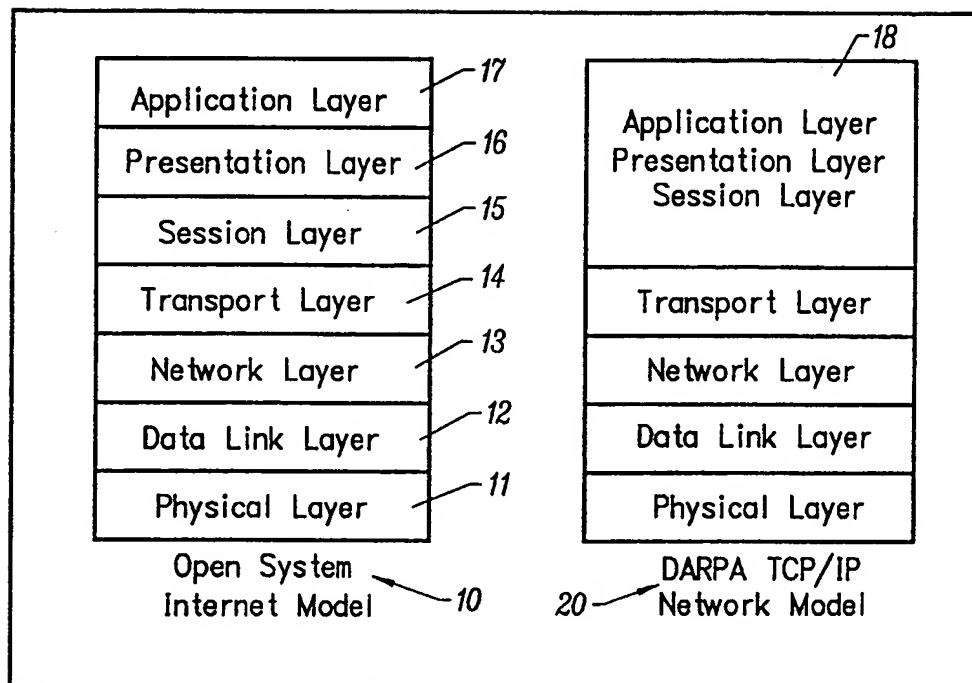 Application Layer 17
Presentation Layer 16
Session Layer 15
Transport Layer 14
Network Layer 13
Data Link Layer 12
Physical Layer 11
Open System
Internet Model 10
18
Application Layer
Presentation Layer
Session Layer
Transport Layer
Network Layer
Data Link Layer
Physical Layer
DARPA TCP/IP
20 Network Model